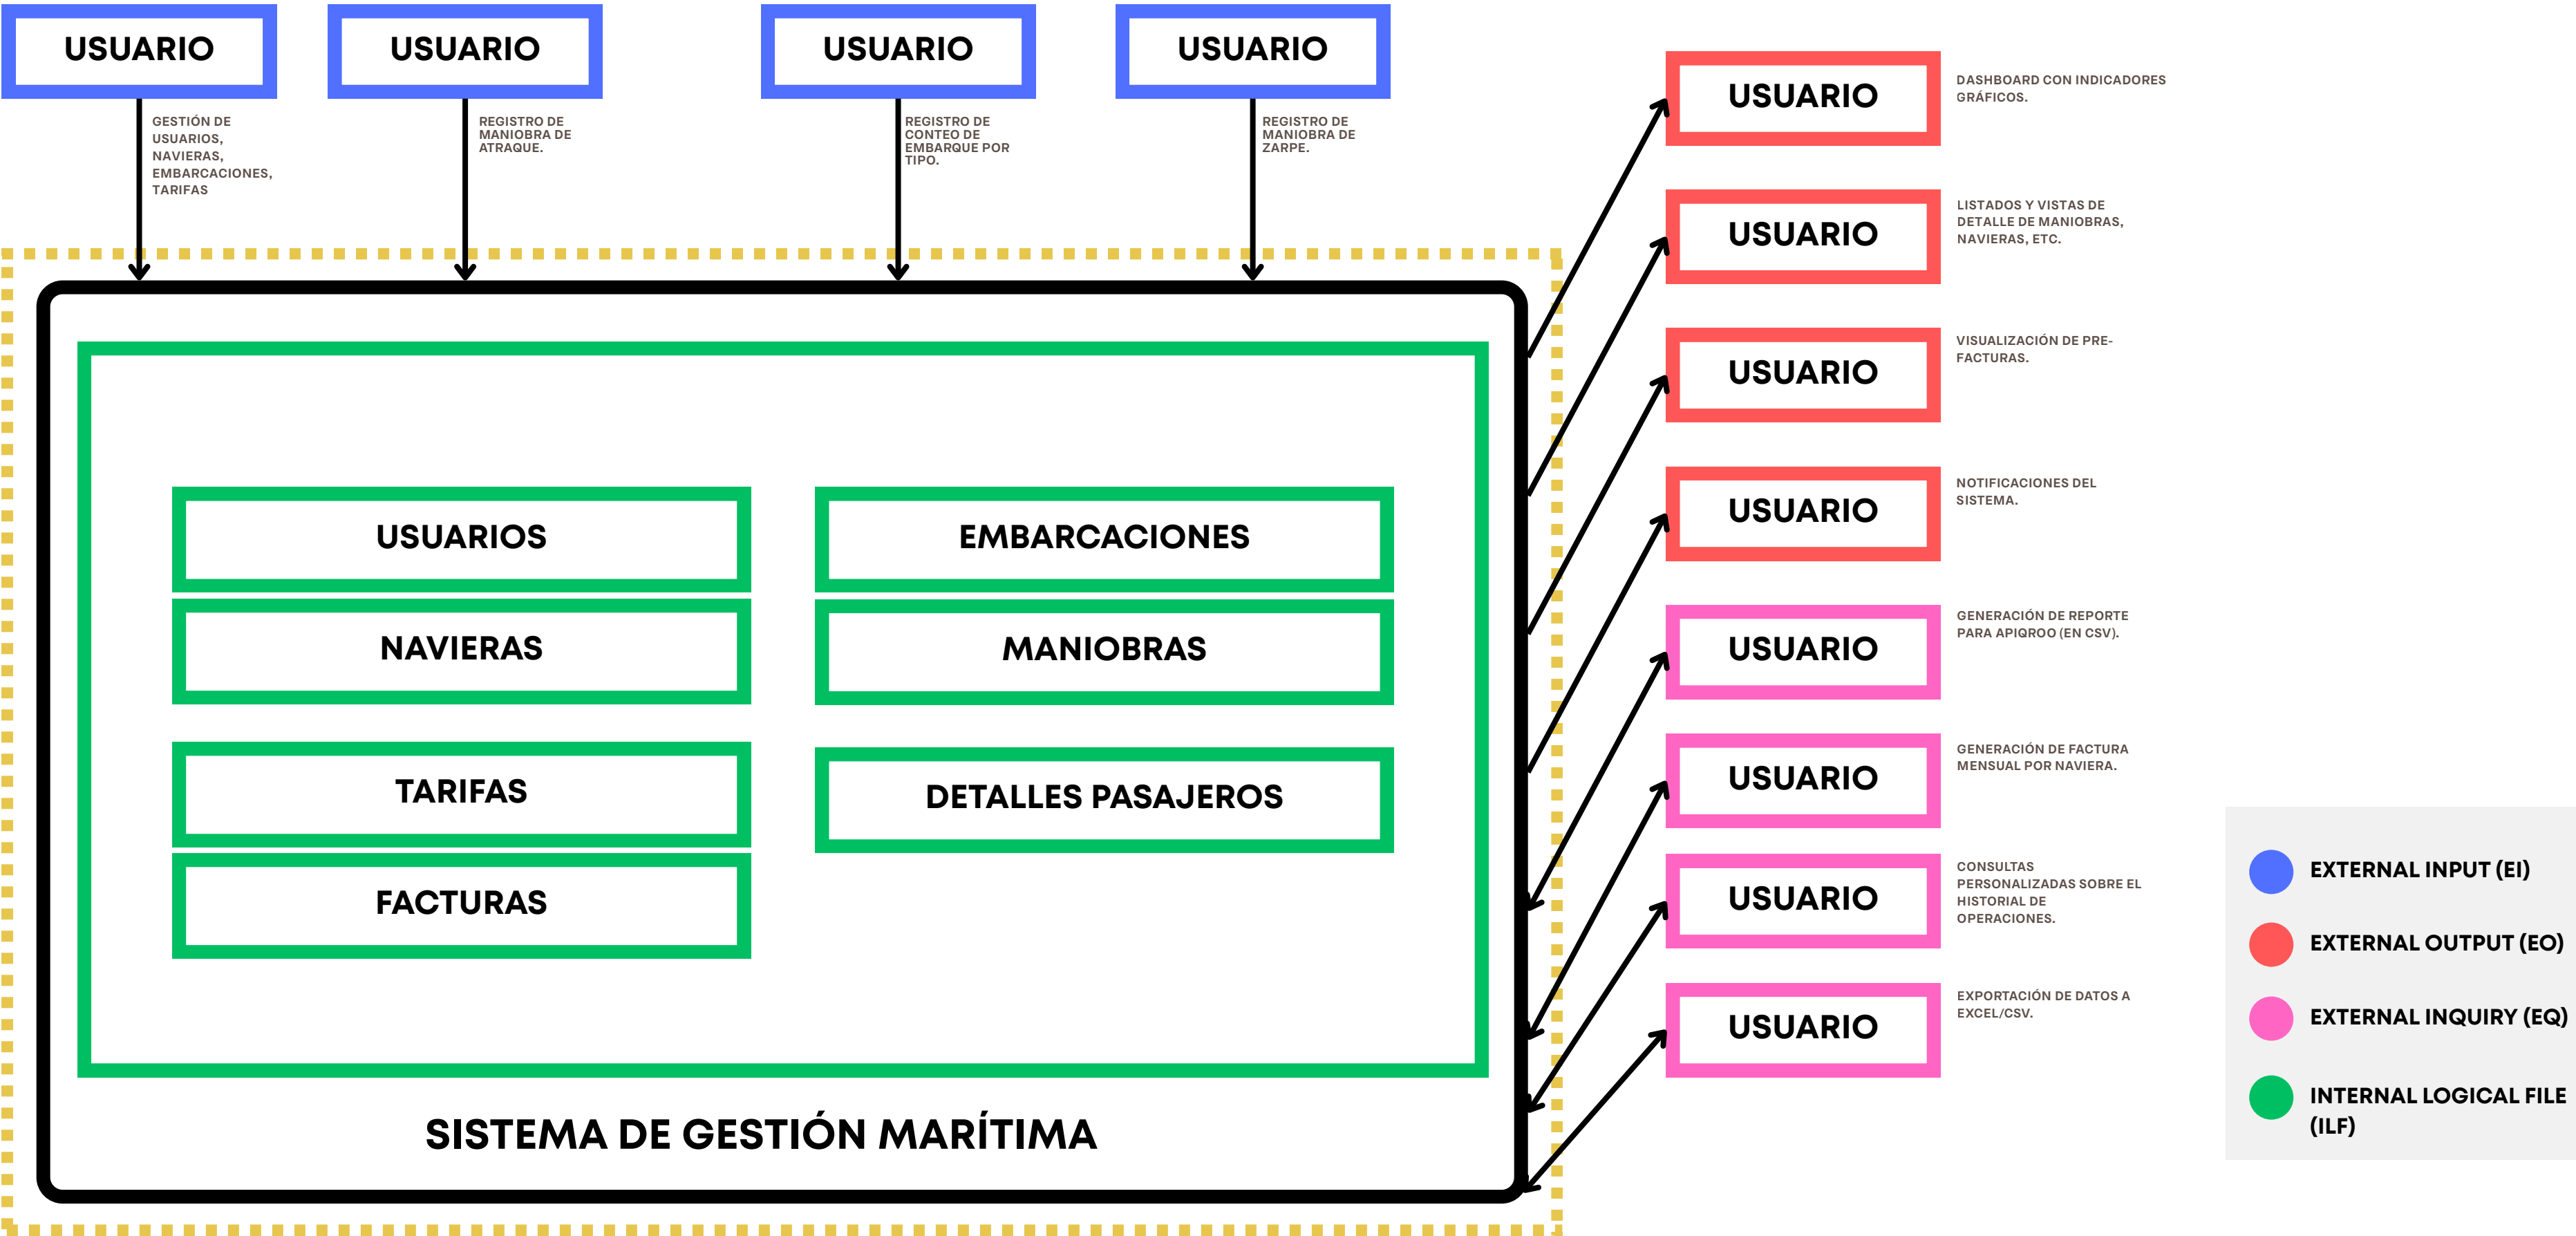 USUARIO
GESTIÓN DE
USUARIOS,
NAVIERAS,
EMBARCACIONES,
TARIFAS
USUARIO
REGISTRO DE
MANIOBRA DE
ATRAQUE.
USUARIO
REGISTRO DE
CONTEO DE
EMBARQUE POR
TIPO.
USUARIO
REGISTRO DE
MANIOBRA DE
ZARPE.
USUARIO
DASHBOARD CON INDICADORES
GRÁFICOS.
USUARIO
LISTADOS Y VISTAS DE
DETALLE DE MANIOBRAS,
NAVIERAS, ETC.
USUARIO
VISUALIZACIÓN DE PRE-
FACTURAS.
USUARIO
NOTIFICACIONES DEL
SISTEMA.
USUARIO
GENERACIÓN DE REPORTE
PARA APIQROO (EN CSV).
USUARIO
GENERACIÓN DE FACTURA
MENSUAL POR NAVIERA.
USUARIO
CONSULTAS
PERSONALIZADAS SOBRE EL
HISTORIAL DE
OPERACIONES.
USUARIO
EXPORTACIÓN DE DATOS A
EXCEL/CSV.
USUARIOS
EMBARCACIONES
NAVIERAS
MANIOBRAS
TARIFAS
DETALLES PASAJEROS
FACTURAS
SISTEMA DE GESTIÓN MARÍTIMA
EXTERNAL INPUT (EI)
EXTERNAL OUTPUT (EO)
EXTERNAL INQUIRY (EQ)
INTERNAL LOGICAL FILE
(ILF)